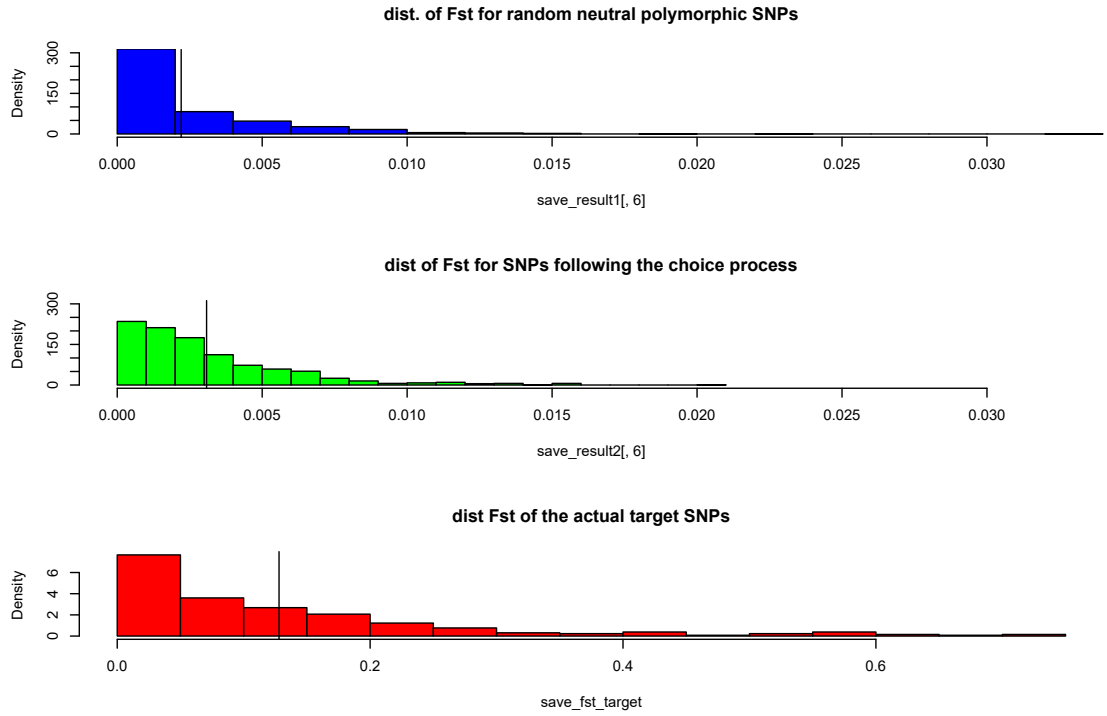 dist. of Fst for random neutral polymorphic SNPs
Density
0 150 300
0.000 0.005 0.010 0.015 0.020 0.025 0.030
save_result1[, 6]
dist of Fst for SNPs following the choice process
Density
0 150 300
0.000 0.005 0.010 0.015 0.020 0.025 0.030
save_result2[, 6]
dist Fst of the actual target SNPs
Density
0 2 4 6
0.0 0.2 0.4 0.6
save_fst_target